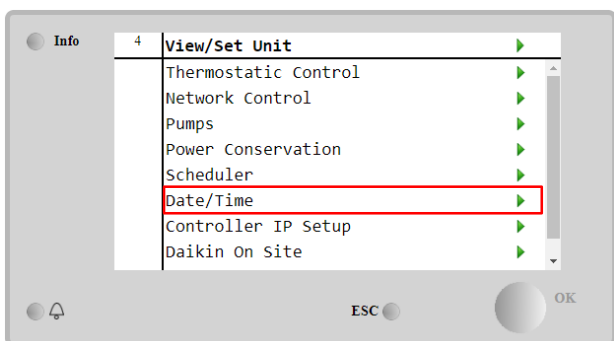 Info
4 View/Set Unit
Thermostatic Control
Network Control
Pumps
Power Conservation
Scheduler
Date/Time
Controller IP Setup
Daikin On Site
ESC
OK